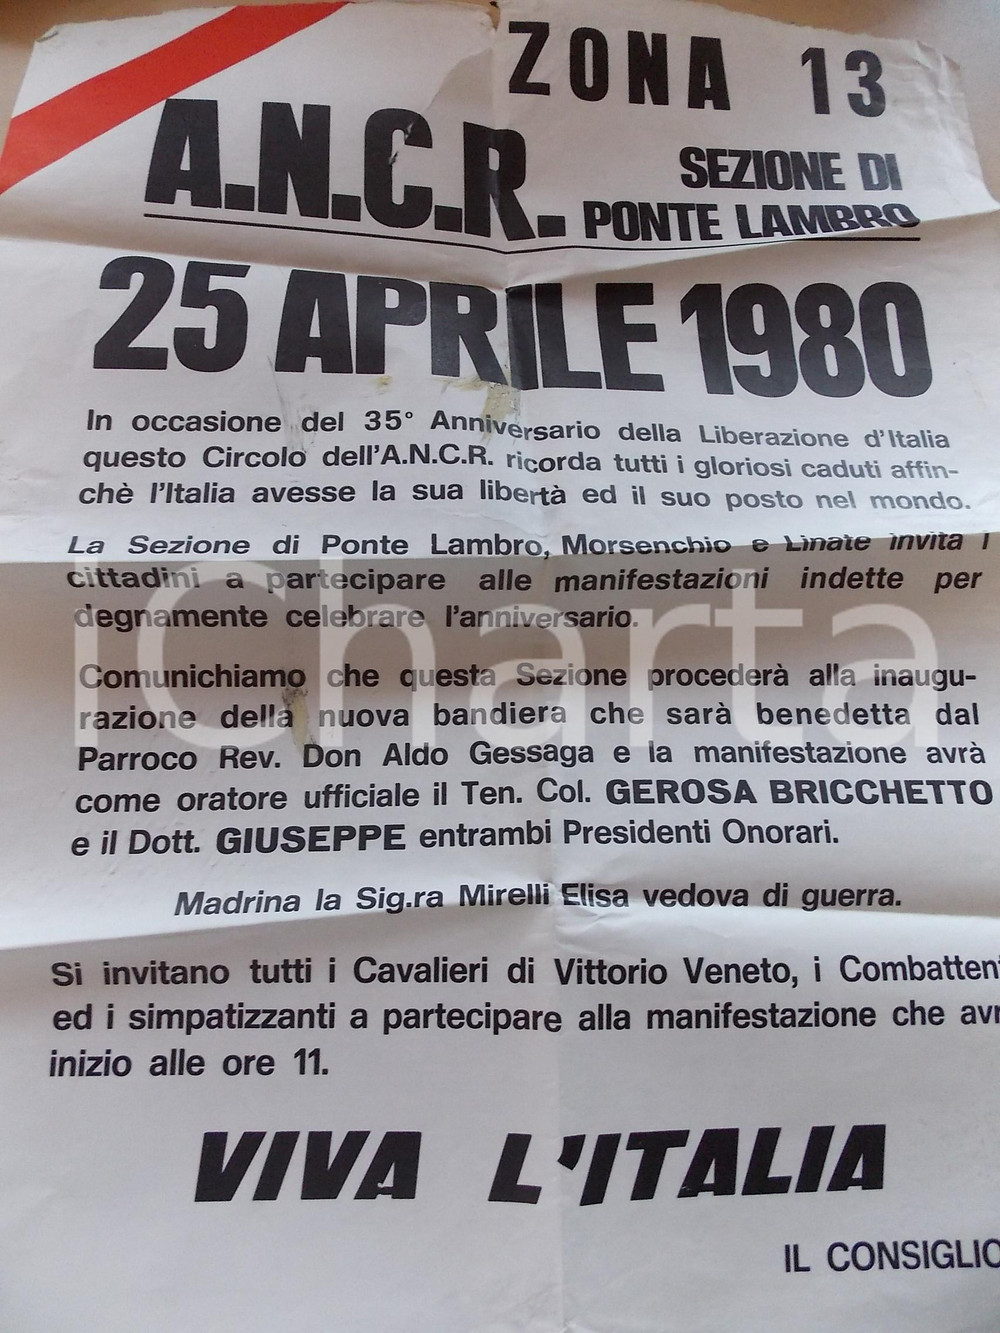 ZONA 13
A.N.C.R. SEZIONE DI
PONTE LAMBRO
25 APRILE 1980
In occasione del 35° Anniversario della Liberazione d'Italia
questo Circolo dell'A.N.C.R. ricorda tutti i gloriosi caduti affin-
chè l'Italia avesse la sua libertà ed il suo posto nel mondo.
La Sezione di Ponte Lambro, Morsenchio e Linate invita i
cittadini a partecipare alle manifestazioni indette per
degnamente celebrare l'anniversario.
iCharta
Comunichiamo che questa Sezione procederà alla inaugu-
razione della nuova bandiera che sarà benedetta dal
Parroco Rev. Don Aldo Gessaga e la manifestazione avrà
come oratore ufficiale il Ten. Col. GEROSA BRICCHETTO
e il Dott. GIUSEPPE entrambi Presidenti Onorari.
Madrina la Sig.ra Mirelli Elisa vedova di guerra.
Si invitano tutti i Cavalieri di Vittorio Veneto, i Combatten
ed i simpatizzanti a partecipare alla manifestazione che avr
inizio alle ore 11.
VIVA L'ITALIA
IL CONSIGLIO